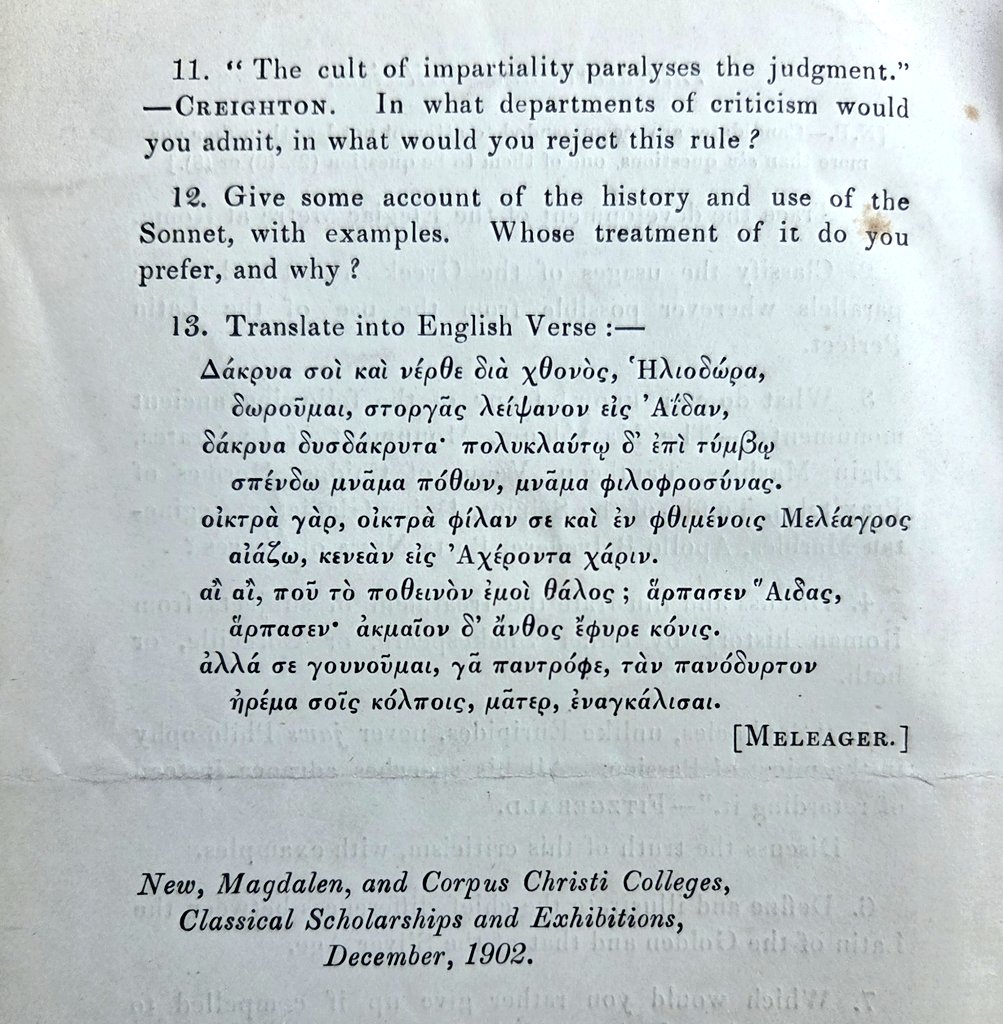 11. “ The cult of impartiality paralyses the judgment.”
—CREIGHTON. In what departments of criticism would
you admit, in what would you reject this rule ?
12. Give some account of the history and use of the
Sonnet, with examples. Whose treatment of it do you
prefer, and why ?
13. Translate into English Verse :—
Δάκρυα σοὶ καὶ νέρθε διὰ χθονὸς, Ἡλιοδώρα,
δωροῦμαι, στοργᾶς λείψανον εἰς Ἀΐδαν,
δάκρυα δυσδάκρυτα· πολυκλαύτῳ δ’ ἐπὶ τύμβῳ
σπένδω μνᾶμα πόθων, μνᾶμα φιλοφροσύνας.
οἰκτρὰ γὰρ, οἰκτρὰ φίλαν σε καὶ ἐν φθιμένοις Μελέαγρος
αἰάζω, κενεὰν εἰς Ἀχέροντα χάριν.
αἲ αἲ, ποῦ τὸ ποθεινὸν ἐμοὶ θάλος ; ἅρπασεν Ἅιδας,
ἅρπασεν· ἀκμαῖον δ’ ἄνθος ἔφυρε κόνις.
ἀλλά σε γουνοῦμαι, γᾶ παντρόφε, τὰν πανόδυρτον
ἠρέμα σοῖς κόλποις, μᾶτερ, ἐναγκάλισαι.
[MELEAGER.]
New, Magdalen, and Corpus Christi Colleges,
Classical Scholarships and Exhibitions,
December, 1902.